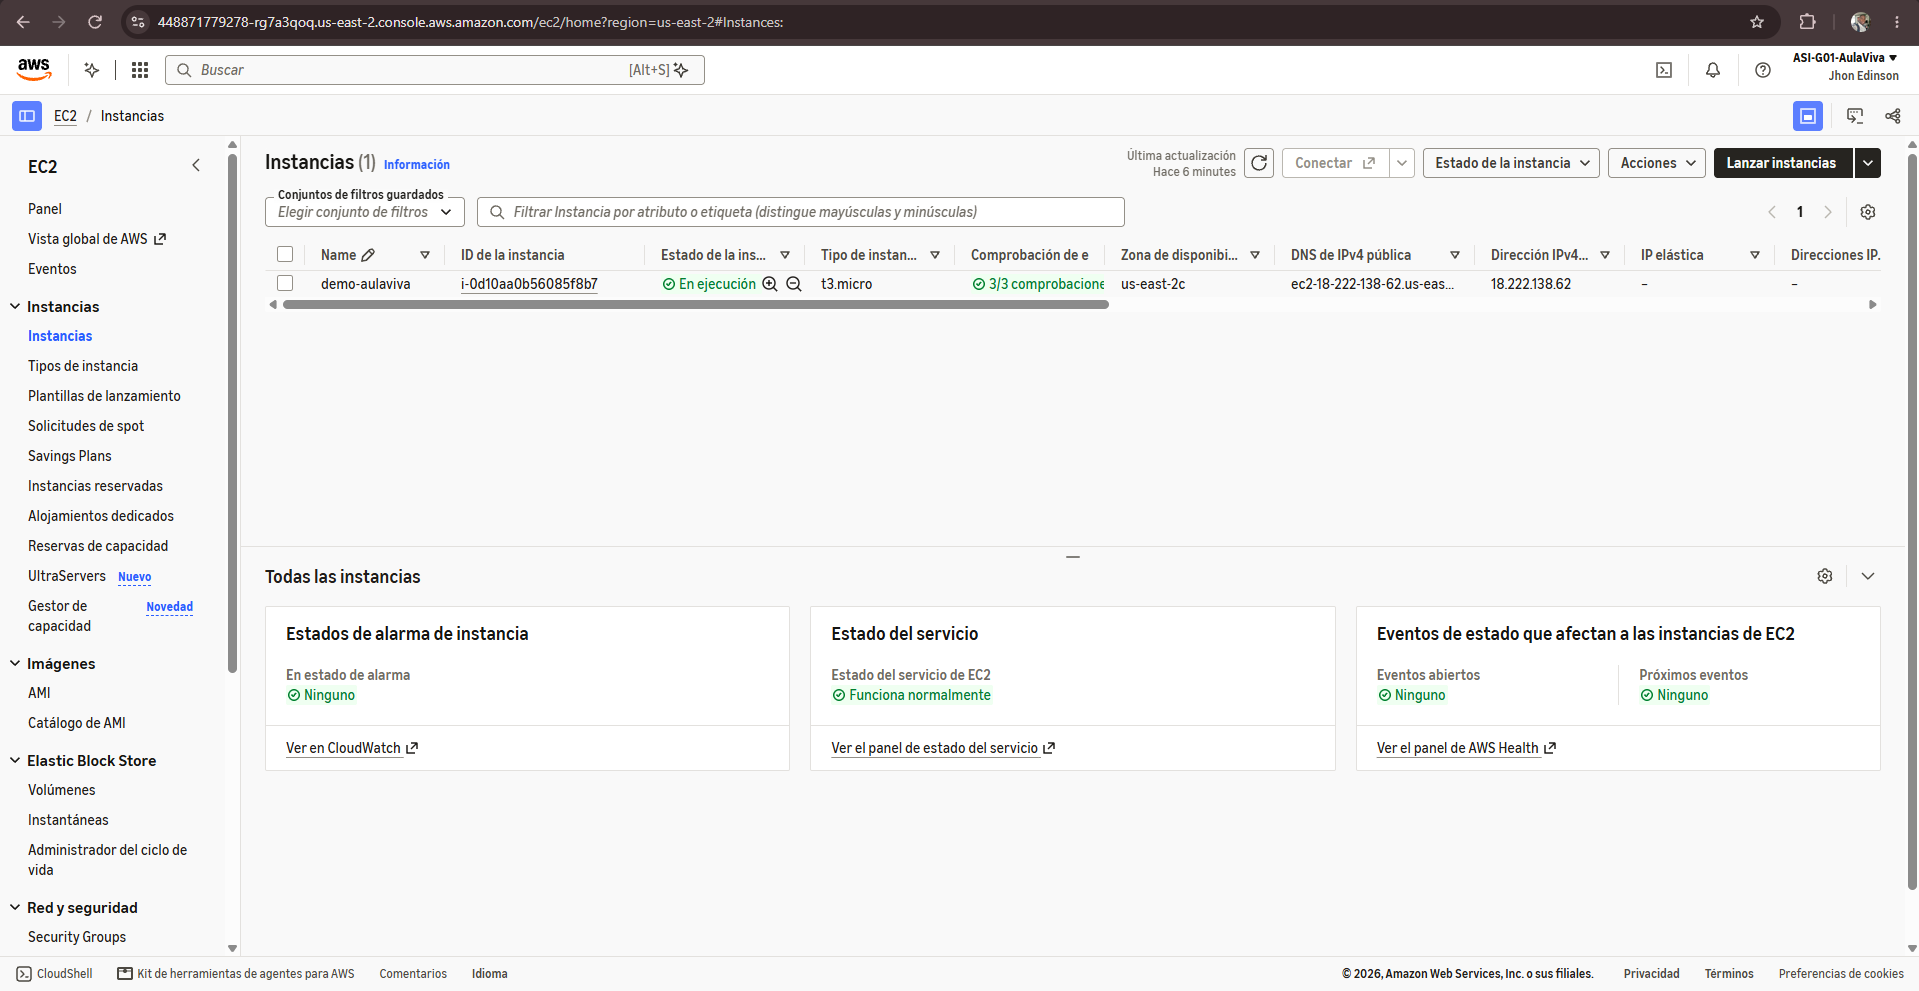 448871779278-rg7a3qoq.us-east-2.console.aws.amazon.com/ec2/home?region=us-east-2#Instances:
aws
Buscar
[Alt+S]
ASI-G01-AulaViva
Jhon Edinson
EC2 / Instancias
EC2
Panel
Vista global de AWS
Eventos
Instancias
Instancias
Tipos de instancia
Plantillas de lanzamiento
Solicitudes de spot
Savings Plans
Instancias reservadas
Alojamientos dedicados
Reservas de capacidad
UltraServers Nuevo
Gestor de capacidad Novedad
Imágenes
AMI
Catálogo de AMI
Elastic Block Store
Volúmenes
Instantáneas
Administrador del ciclo de vida
Red y seguridad
Security Groups
Instancias (1) Información
Última actualización
Hace 6 minutes
Conectar
Estado de la instancia
Acciones
Lanzar instancias
Conjuntos de filtros guardados
Elegir conjunto de filtros
Filtrar Instancia por atributo o etiqueta (distingue mayúsculas y minúsculas)
1
Name ID de la instancia Estado de la ins... Tipo de instan... Comprobación de e Zona de disponibi... DNS de IPv4 pública Dirección IPv4... IP elástica Direcciones IP.
demo-aulaviva i-0d10aa0b56085f8b7 En ejecución t3.micro 3/3 comprobacione us-east-2c ec2-18-222-138-62.us-eas... 18.222.138.62 – –
Todas las instancias
Estados de alarma de instancia
En estado de alarma
Ninguno
Ver en CloudWatch
Estado del servicio
Estado del servicio de EC2
Funciona normalmente
Ver el panel de estado del servicio
Eventos de estado que afectan a las instancias de EC2
Eventos abiertos
Ninguno
Próximos eventos
Ninguno
Ver el panel de AWS Health
CloudShell
Kit de herramientas de agentes para AWS
Comentarios
Idioma
© 2026, Amazon Web Services, Inc. o sus filiales.
Privacidad
Términos
Preferencias de cookies